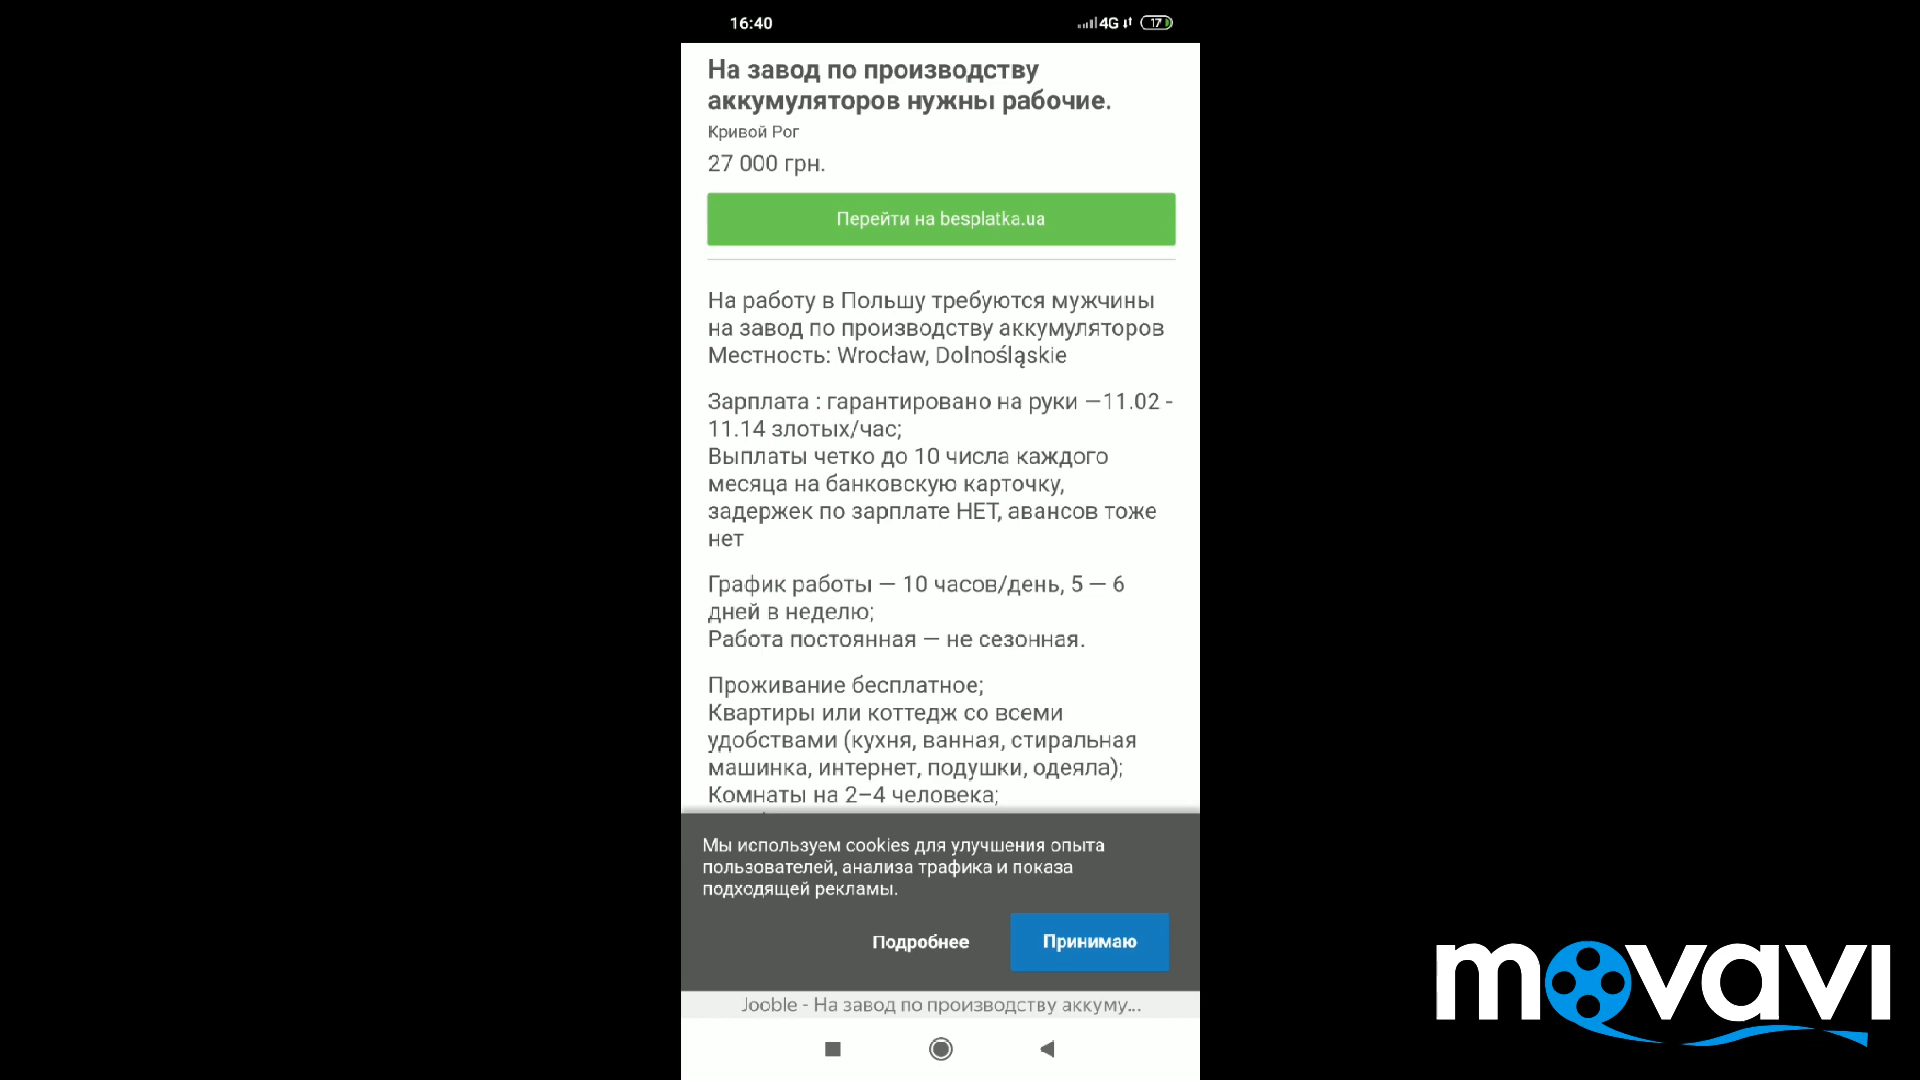 16:40
4G 17
На завод по производству
аккумуляторов нужны рабочие.
Кривой Рог
27 000 грн.
Перейти на besplatka.ua
На работу в Польшу требуются мужчины
на завод по производству аккумуляторов
Местность: Wrocław, Dolnośląskie
Зарплата : гарантировано на руки —11.02 -
11.14 злотых/час;
Выплаты четко до 10 числа каждого
месяца на банковскую карточку,
задержек по зарплате НЕТ, авансов тоже
нет
График работы — 10 часов/день, 5 — 6
дней в неделю;
Работа постоянная — не сезонная.
Проживание бесплатное;
Квартиры или коттедж со всеми
удобствами (кухня, ванная, стиральная
машинка, интернет, подушки, одеяла);
Комнаты на 2–4 человека;
Мы используем cookies для улучшения опыта
пользователей, анализа трафика и показа
подходящей рекламы.
Подробнее
Принимаю
Jooble - На завод по производству аккуму...
movavi